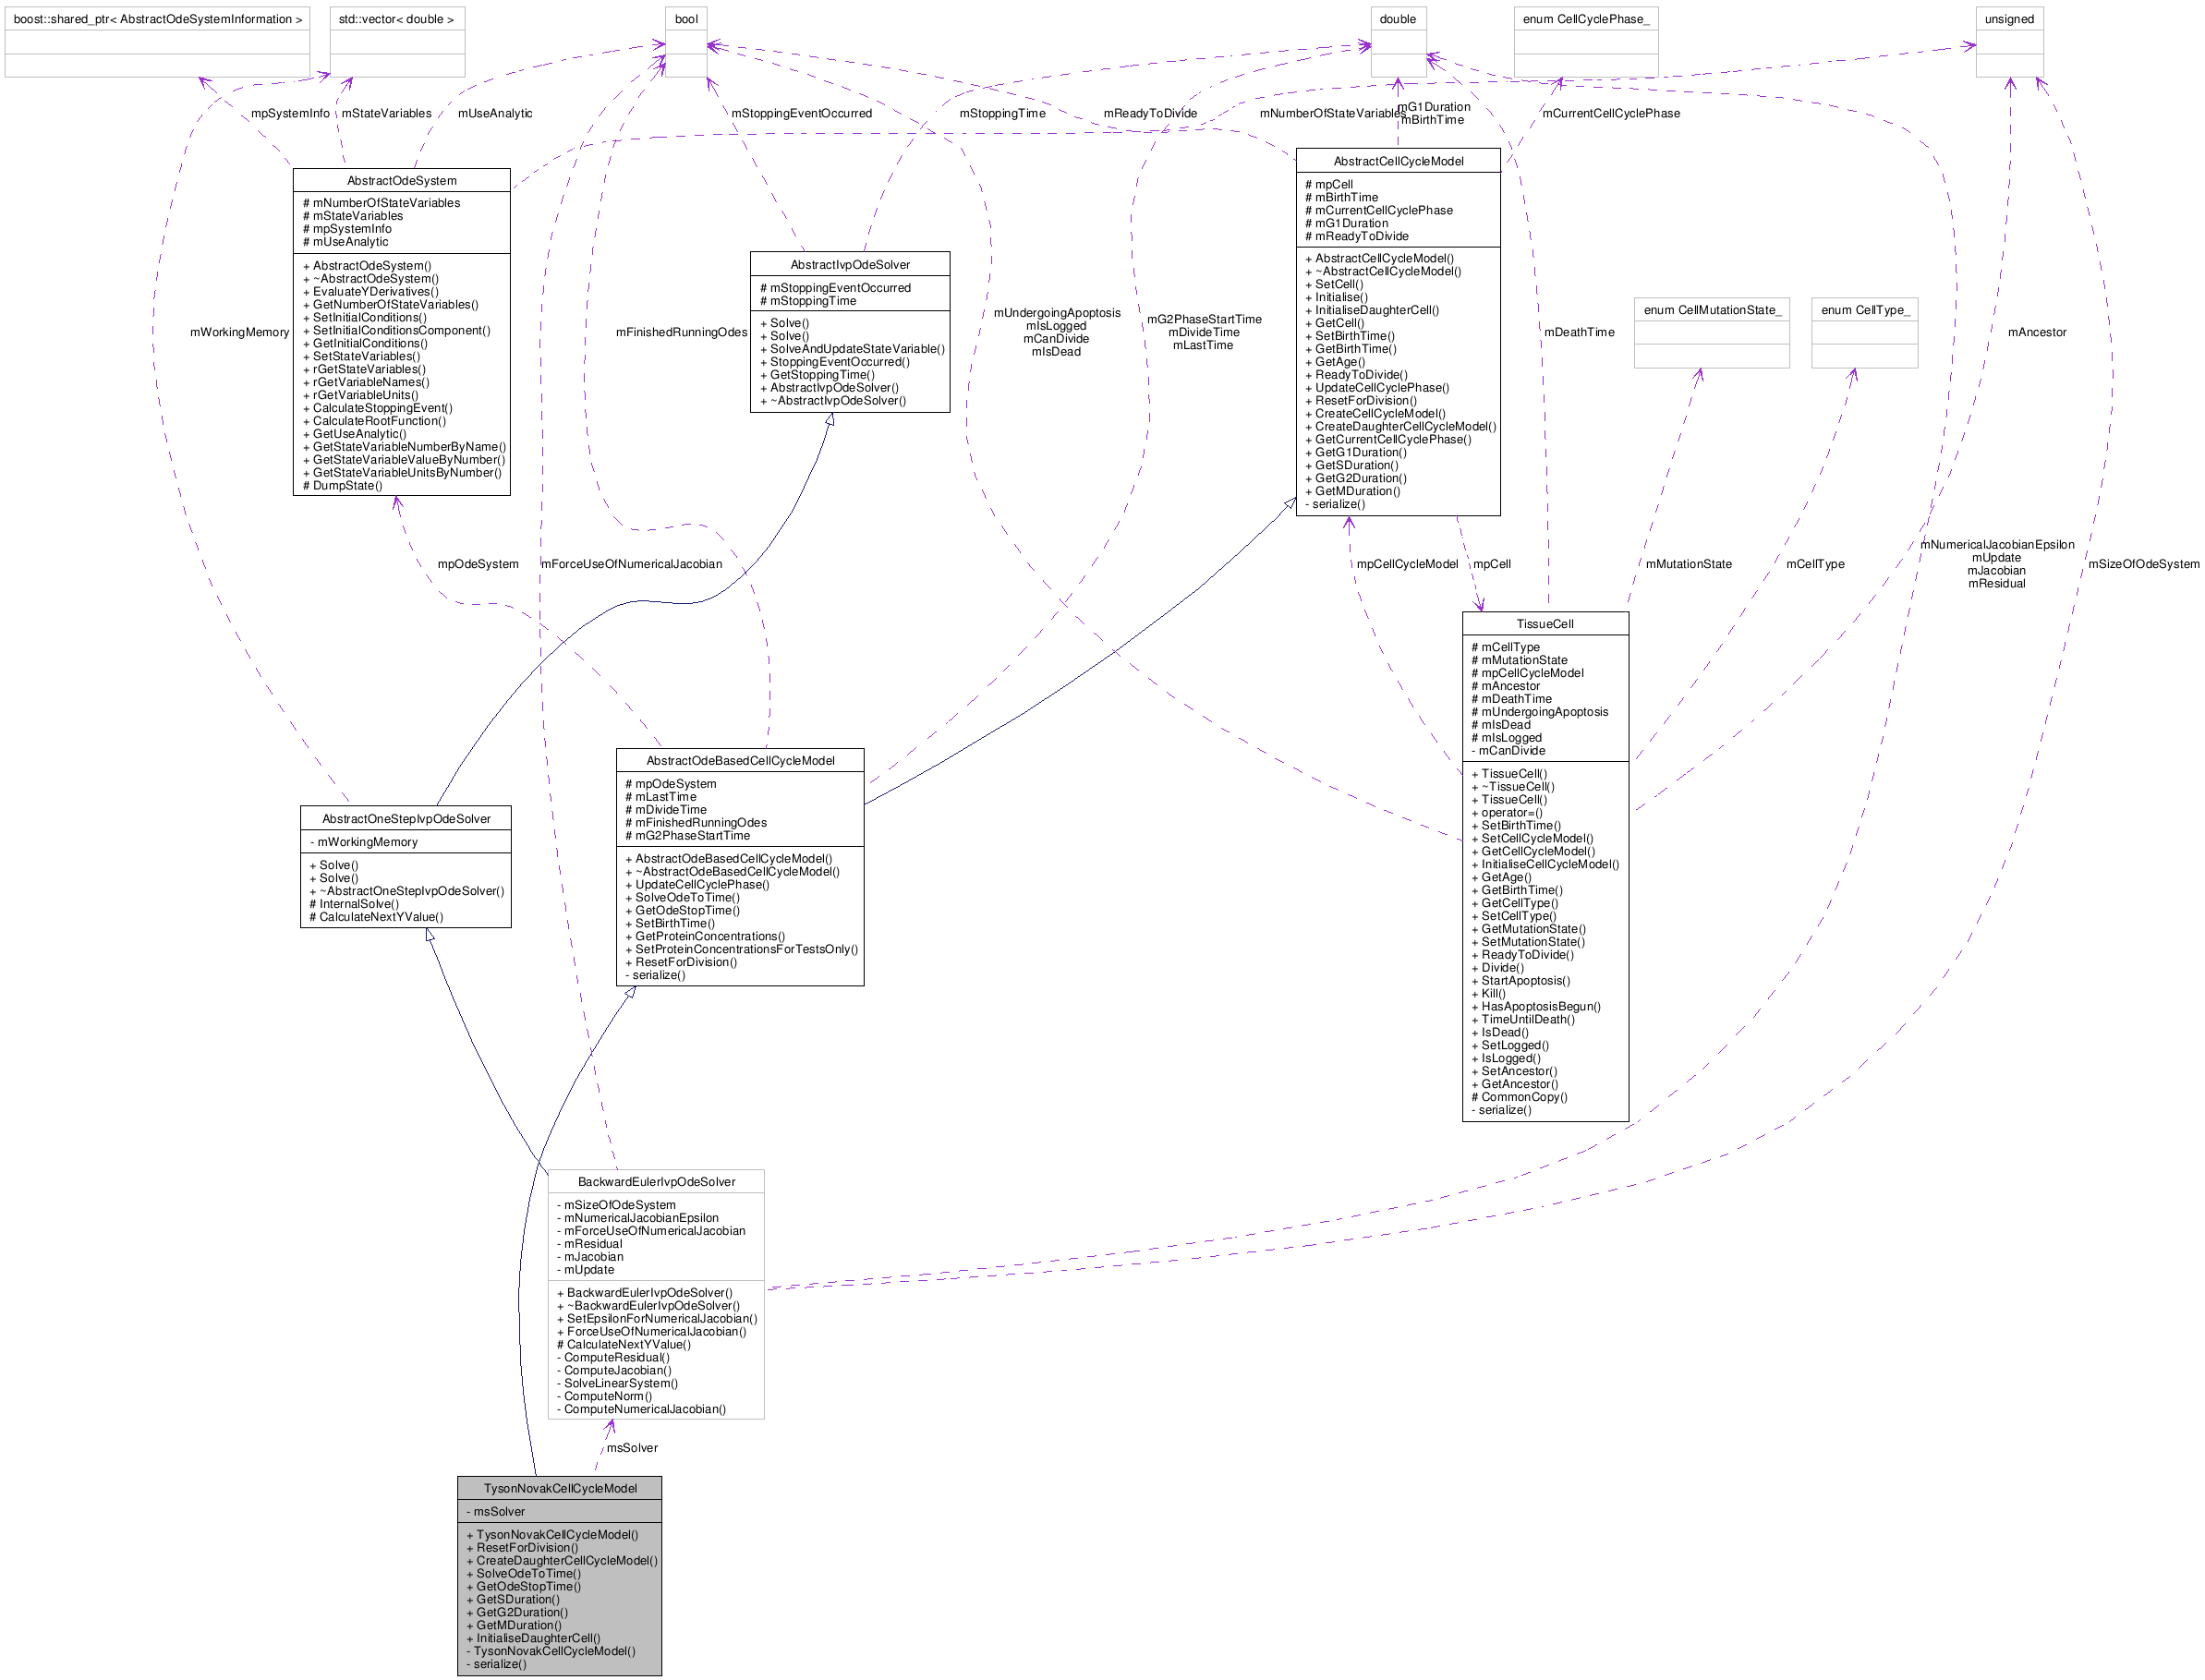 boost::shared_ptr< AbstractOdeSystemInformation >
std::vector< double >
bool
double
enum CellCyclePhase_
unsigned
mpSystemInfo
mStateVariables
mUseAnalytic
mStoppingEventOccurred
mStoppingTime
mReadyToDivide
mNumberOfStateVariables
mG1Duration
mBirthTime
mCurrentCellCyclePhase
AbstractOdeSystem
# mNumberOfStateVariables
# mStateVariables
# mpSystemInfo
# mUseAnalytic
+ AbstractOdeSystem()
+ ~AbstractOdeSystem()
+ EvaluateYDerivatives()
+ GetNumberOfStateVariables()
+ SetInitialConditions()
+ SetInitialConditionsComponent()
+ GetInitialConditions()
+ SetStateVariables()
+ rGetStateVariables()
+ rGetVariableNames()
+ rGetVariableUnits()
+ CalculateStoppingEvent()
+ CalculateRootFunction()
+ GetUseAnalytic()
+ GetStateVariableNumberByName()
+ GetStateVariableValueByNumber()
+ GetStateVariableUnitsByNumber()
# DumpState()
AbstractIvpOdeSolver
# mStoppingEventOccurred
# mStoppingTime
+ Solve()
+ Solve()
+ SolveAndUpdateStateVariable()
+ StoppingEventOccurred()
+ GetStoppingTime()
+ AbstractIvpOdeSolver()
+ ~AbstractIvpOdeSolver()
AbstractCellCycleModel
# mpCell
# mBirthTime
# mCurrentCellCyclePhase
# mG1Duration
# mReadyToDivide
+ AbstractCellCycleModel()
+ ~AbstractCellCycleModel()
+ SetCell()
+ Initialise()
+ InitialiseDaughterCell()
+ GetCell()
+ SetBirthTime()
+ GetBirthTime()
+ GetAge()
+ ReadyToDivide()
+ UpdateCellCyclePhase()
+ ResetForDivision()
+ CreateCellCycleModel()
+ CreateDaughterCellCycleModel()
+ GetCurrentCellCyclePhase()
+ GetG1Duration()
+ GetSDuration()
+ GetG2Duration()
+ GetMDuration()
- serialize()
enum CellMutationState_
enum CellType_
mWorkingMemory
mFinishedRunningOdes
mUndergoingApoptosis
mIsLogged
mCanDivide
mIsDead
mG2PhaseStartTime
mDivideTime
mLastTime
mDeathTime
mAncestor
mpOdeSystem
mForceUseOfNumericalJacobian
mpCellCycleModel
mpCell
mMutationState
mCellType
mNumericalJacobianEpsilon
mUpdate
mJacobian
mResidual
mSizeOfOdeSystem
TissueCell
# mCellType
# mMutationState
# mpCellCycleModel
# mAncestor
# mDeathTime
# mUndergoingApoptosis
# mIsDead
# mIsLogged
- mCanDivide
+ TissueCell()
+ ~TissueCell()
+ TissueCell()
+ operator=()
+ SetBirthTime()
+ SetCellCycleModel()
+ GetCellCycleModel()
+ InitialiseCellCycleModel()
+ GetAge()
+ GetBirthTime()
+ GetCellType()
+ SetCellType()
+ GetMutationState()
+ SetMutationState()
+ ReadyToDivide()
+ Divide()
+ StartApoptosis()
+ Kill()
+ HasApoptosisBegun()
+ TimeUntilDeath()
+ IsDead()
+ SetLogged()
+ IsLogged()
+ SetAncestor()
+ GetAncestor()
# CommonCopy()
- serialize()
AbstractOdeBasedCellCycleModel
# mpOdeSystem
# mLastTime
# mDivideTime
# mFinishedRunningOdes
# mG2PhaseStartTime
+ AbstractOdeBasedCellCycleModel()
+ ~AbstractOdeBasedCellCycleModel()
+ UpdateCellCyclePhase()
+ SolveOdeToTime()
+ GetOdeStopTime()
+ SetBirthTime()
+ GetProteinConcentrations()
+ SetProteinConcentrationsForTestsOnly()
+ ResetForDivision()
- serialize()
AbstractOneStepIvpOdeSolver
- mWorkingMemory
+ Solve()
+ Solve()
+ ~AbstractOneStepIvpOdeSolver()
# InternalSolve()
# CalculateNextYValue()
BackwardEulerIvpOdeSolver
- mSizeOfOdeSystem
- mNumericalJacobianEpsilon
- mForceUseOfNumericalJacobian
- mResidual
- mJacobian
- mUpdate
+ BackwardEulerIvpOdeSolver()
+ ~BackwardEulerIvpOdeSolver()
+ SetEpsilonForNumericalJacobian()
+ ForceUseOfNumericalJacobian()
# CalculateNextYValue()
- ComputeResidual()
- ComputeJacobian()
- SolveLinearSystem()
- ComputeNorm()
- ComputeNumericalJacobian()
msSolver
TysonNovakCellCycleModel
- msSolver
+ TysonNovakCellCycleModel()
+ ResetForDivision()
+ CreateDaughterCellCycleModel()
+ SolveOdeToTime()
+ GetOdeStopTime()
+ GetSDuration()
+ GetG2Duration()
+ GetMDuration()
+ InitialiseDaughterCell()
- TysonNovakCellCycleModel()
- serialize()